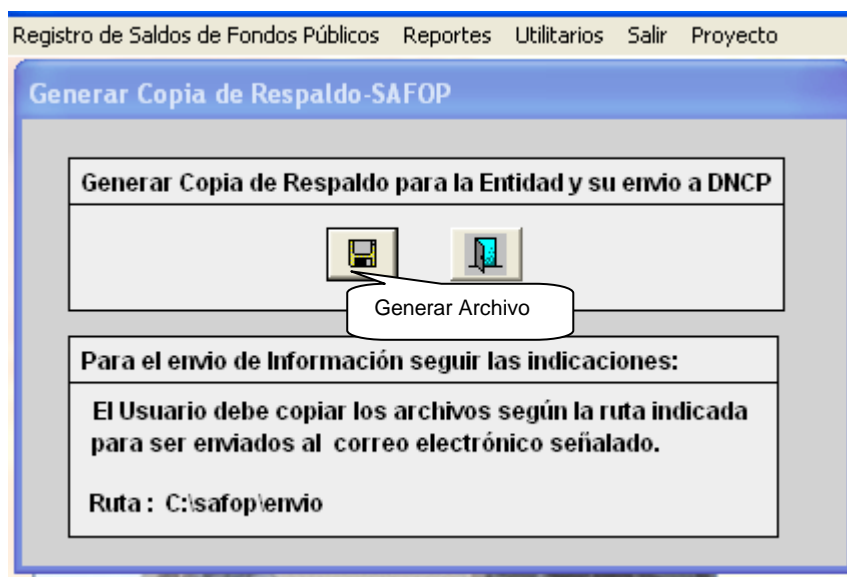 Registro de Saldos de Fondos Públicos Reportes Utilitarios Salir Proyecto
Generar Copia de Respaldo-SAFOP
Generar Copia de Respaldo para la Entidad y su envio a DNCP
Generar Archivo
Para el envio de Información seguir las indicaciones:
El Usuario debe copiar los archivos según la ruta indicada
para ser enviados al correo electrónico señalado.
Ruta : C:\safop\envio